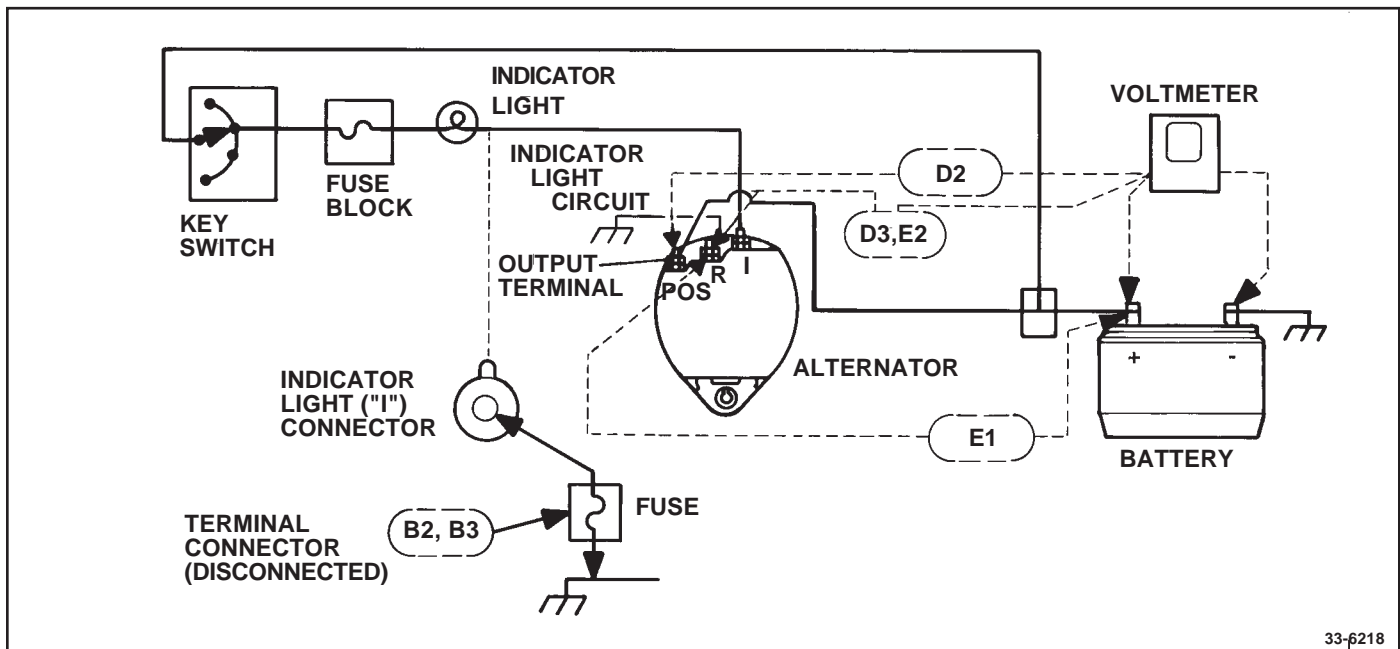 INDICATOR
LIGHT
VOLTMETER
INDICATOR
LIGHT
CIRCUIT
D2
FUSE
BLOCK
KEY
SWITCH
D3,E2
OUTPUT
TERMINAL
POS
R
I
ALTERNATOR
+
-
INDICATOR
LIGHT ("I")
CONNECTOR
E1
BATTERY
FUSE
B2, B3
TERMINAL
CONNECTOR
(DISCONNECTED)
33-6218